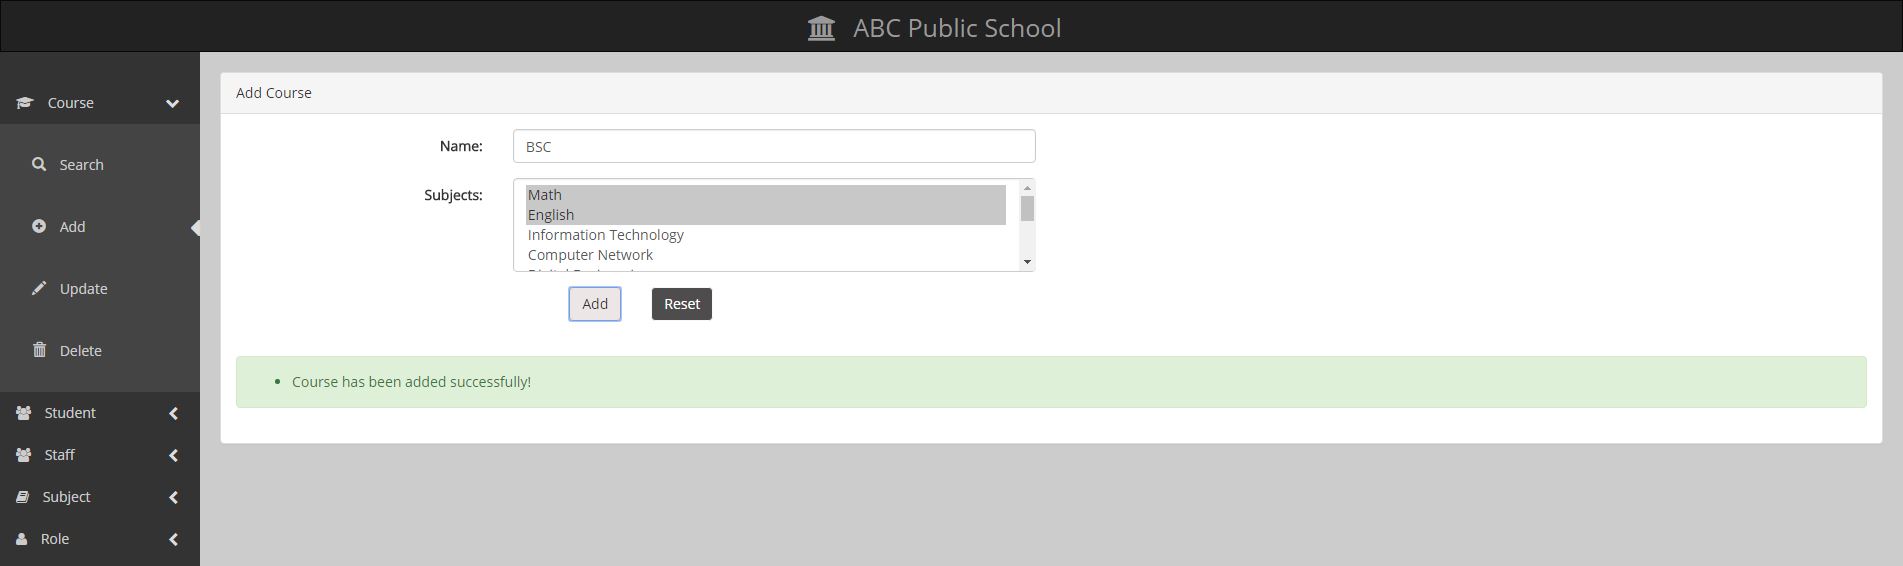 ABC Public School
Course
Search
Add
Update
Delete
Student
Staff
Subject
Role
Add Course
Name:
BSC
Subjects:
Math
English
Information Technology
Computer Network
Add
Reset
Course has been added successfully!